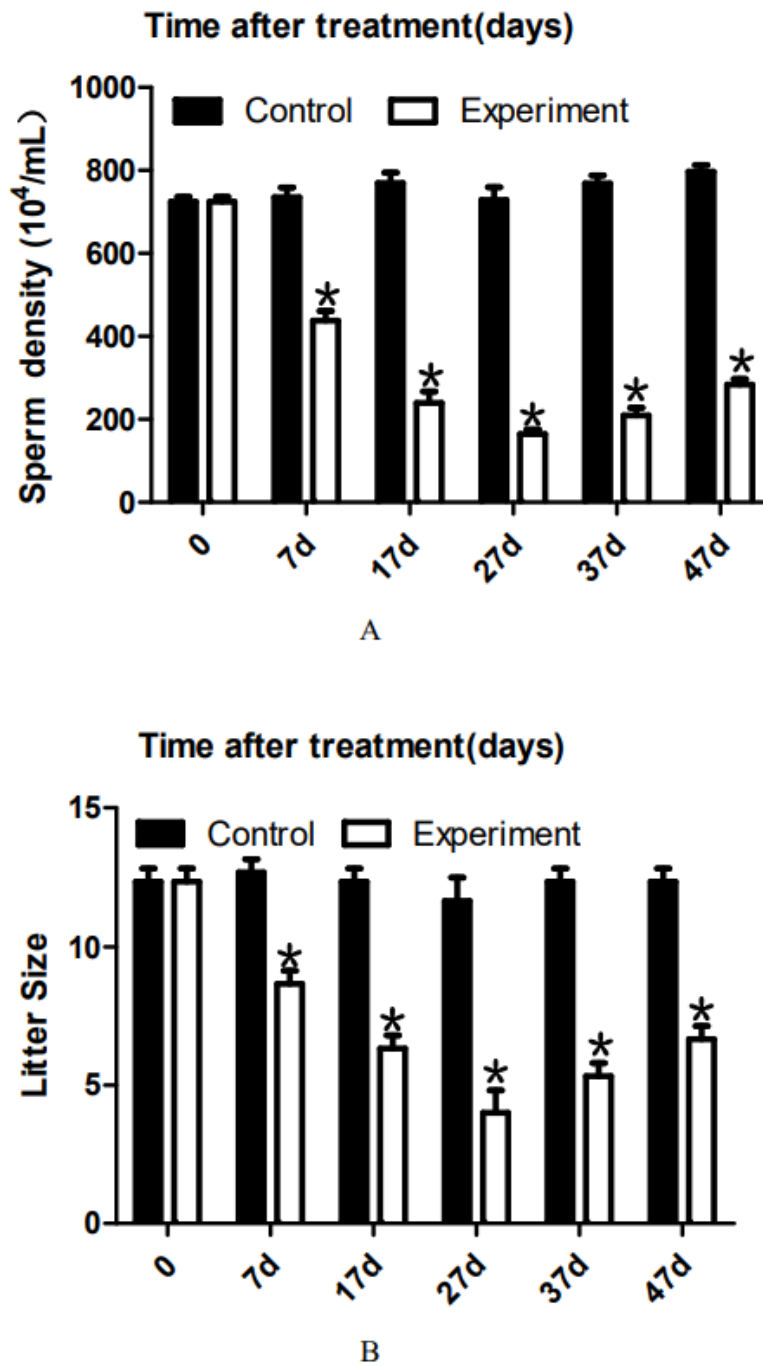 Time after treatment(days)
1000
Control
Experiment
800
600
400
200
0
Sperm density (10⁴/mL)
* * * * *
0 7d 17d 27d 37d 47d
A
Time after treatment(days)
15
Control
Experiment
10
5
0
Litter Size
* * * * *
0 7d 17d 27d 37d 47d
B